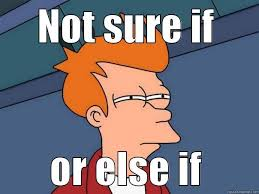 Not sure if
or else if